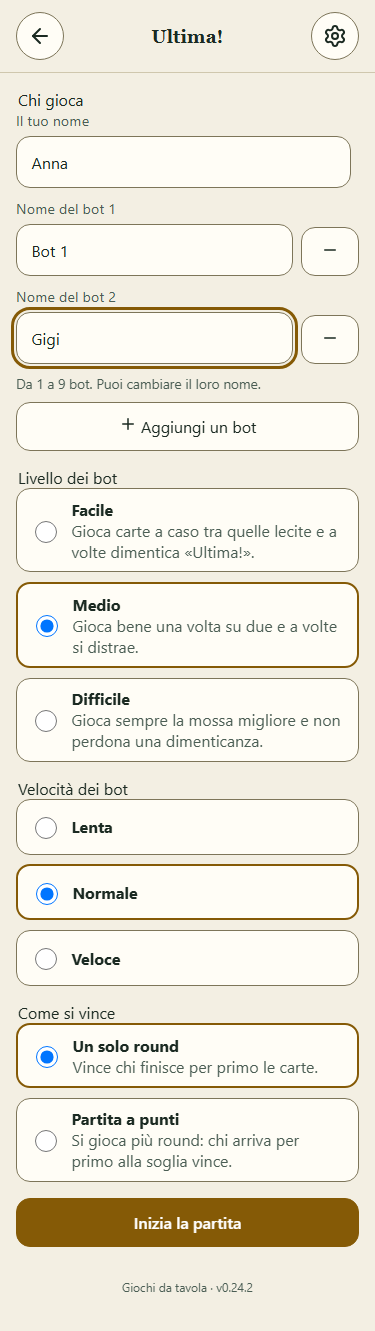 Ultima!
Chi gioca
Il tuo nome
Anna
Nome del bot 1
Bot 1
Nome del bot 2
Gigi
Da 1 a 9 bot. Puoi cambiare il loro nome.
+ Aggiungi un bot
Livello dei bot
Facile
Gioca carte a caso tra quelle lecite e a
volte dimentica «Ultima!».
Medio
Gioca bene una volta su due e a volte
si distrae.
Difficile
Gioca sempre la mossa migliore e non
perdona una dimenticanza.
Velocità dei bot
Lenta
Normale
Veloce
Come si vince
Un solo round
Vince chi finisce per primo le carte.
Partita a punti
Si gioca più round: chi arriva per
primo alla soglia vince.
Inizia la partita
Giochi da tavola · v0.24.2